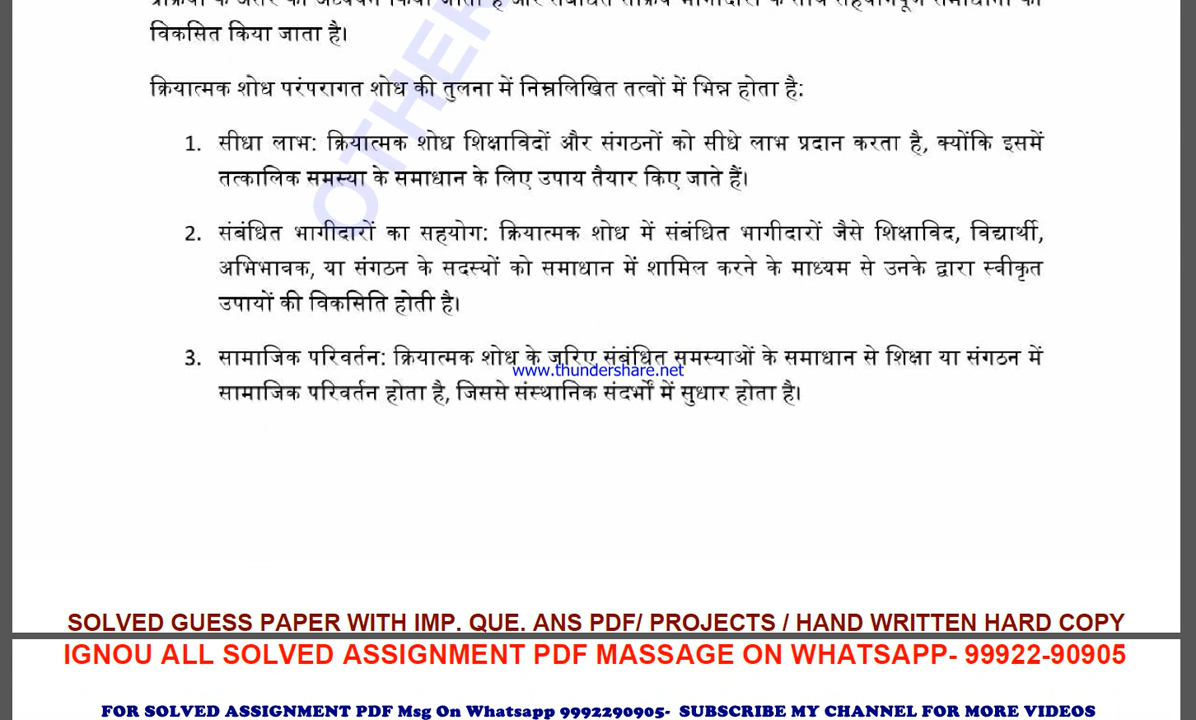 विकसित किया जाता है।
क्रियात्मक शोध परंपरागत शोध की तुलना में निम्नलिखित तत्वों में भिन्न होता है:
1. सीधा लाभ: क्रियात्मक शोध शिक्षाविदों और संगठनों को सीधे लाभ प्रदान करता है, क्योंकि इसमें
तत्कालिक समस्या के समाधान के लिए उपाय तैयार किए जाते हैं।
2. संबंधित भागीदारों का सहयोग: क्रियात्मक शोध में संबंधित भागीदारों जैसे शिक्षाविद, विद्यार्थी,
अभिभावक, या संगठन के सदस्यों को समाधान में शामिल करने के माध्यम से उनके द्वारा स्वीकृत
उपायों की विकसिति होती है।
3. सामाजिक परिवर्तन: क्रियात्मक शोध के जरिए संबंधित समस्याओं के समाधान से शिक्षा या संगठन में
www.thundershare.net
सामाजिक परिवर्तन होता है, जिससे संस्थानिक संदर्भों में सुधार होता है।
OTHER
SOLVED GUESS PAPER WITH IMP. QUE. ANS PDF/ PROJECTS / HAND WRITTEN HARD COPY
IGNOU ALL SOLVED ASSIGNMENT PDF MASSAGE ON WHATSAPP- 99922-90905
FOR SOLVED ASSIGNMENT PDF Msg On Whatsapp 9992290905- SUBSCRIBE MY CHANNEL FOR MORE VIDEOS